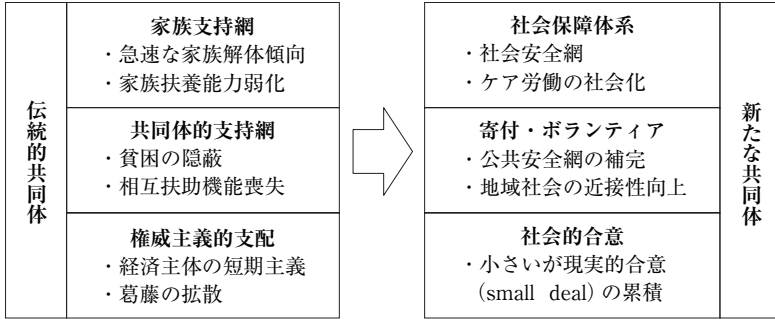 伝統的共同体
家族支持網
・急速な家族解体傾向
・家族扶養能力弱化
共同体的支持網
・貧困の隠蔽
・相互扶助機能喪失
権威主義的支配
・経済主体の短期主義
・葛藤の拡散
社会保障体系
・社会安全網
・ケア労働の社会化
寄付・ボランティア
・公共安全網の補完
・地域社会の近接性向上
社会的合意
・小さいが現実的合意
(small deal) の累積
新たな共同体